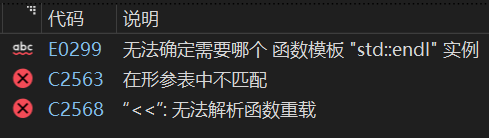 代码 说明
abc E0299 无法确定需要哪个 函数模板 "std::endl" 实例
C2563 在形参表中不匹配
C2568 “<<”: 无法解析函数重载